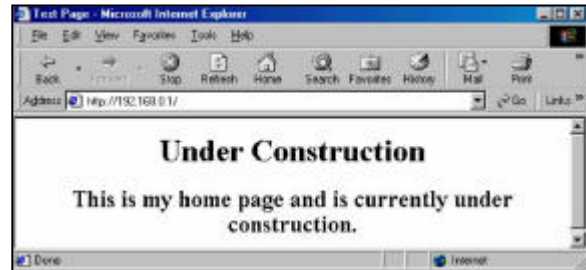 Test Page - Microsoft Internet Explorer
File Edit View Favorites Tools Help
Back Forward Stop Refresh Home Search Favorites History Mail Print
Address http://192.168.0.1/ Go Links »
Under Construction
This is my home page and is currently under
construction.
Done Internet